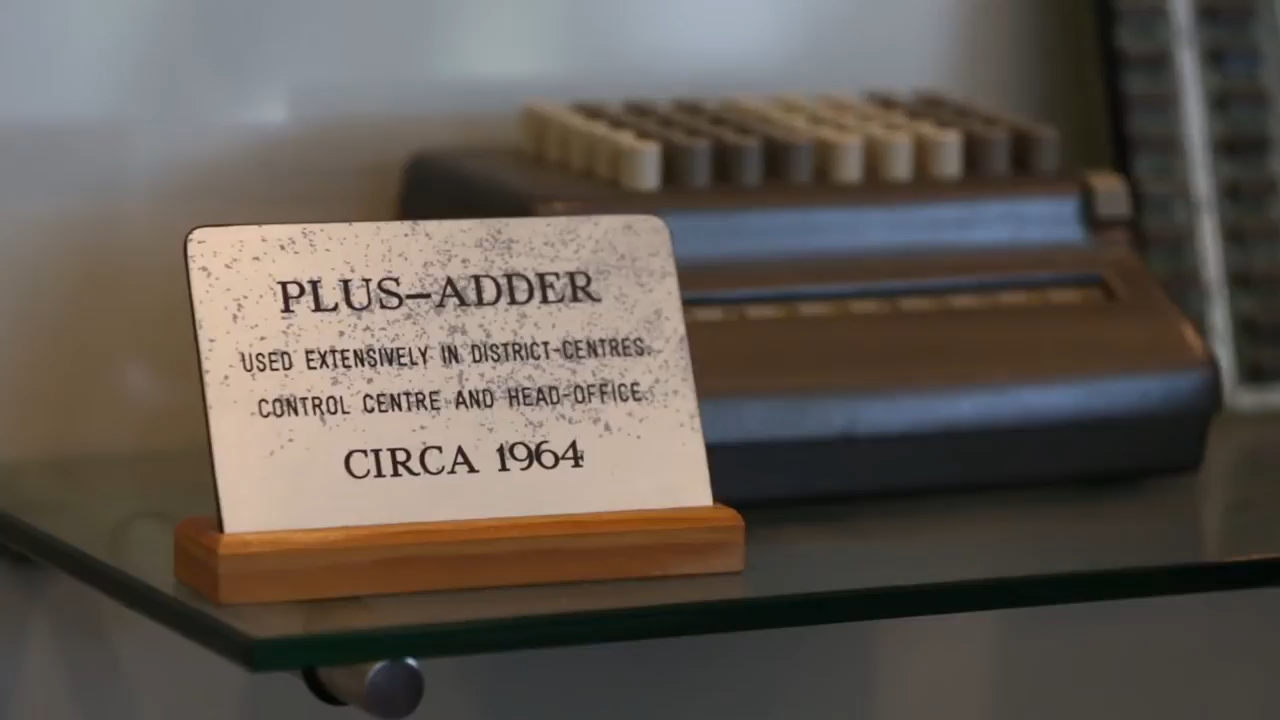 PLUS–ADDER
USED EXTENSIVELY IN DISTRICT-CENTRES.
CONTROL CENTRE AND HEAD-OFFICE.
CIRCA 1964